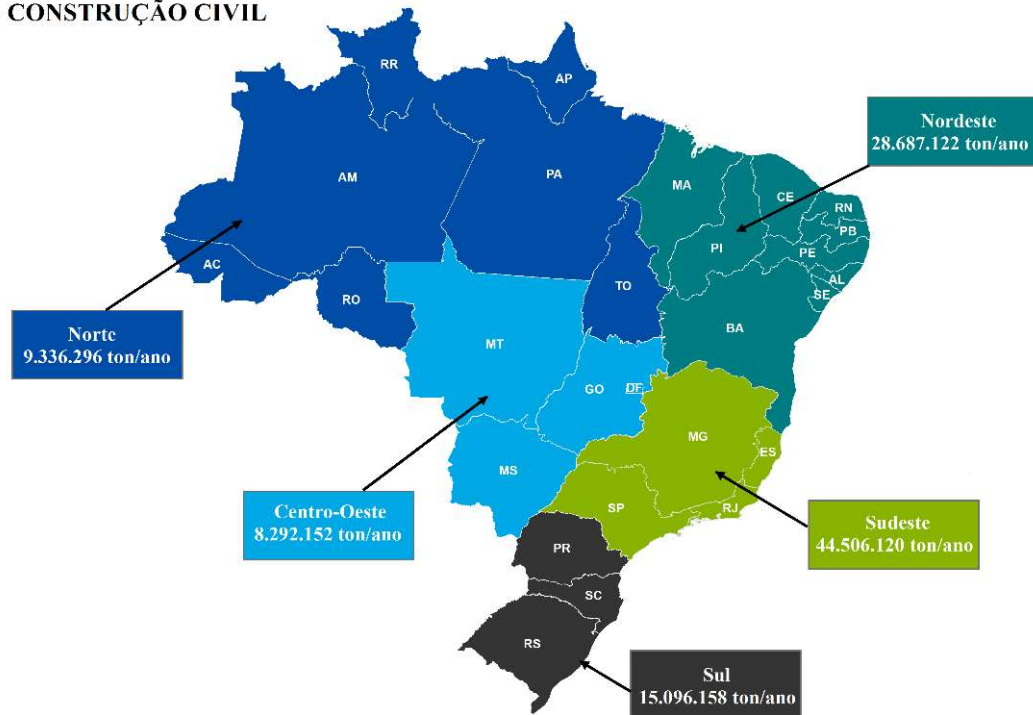 CONSTRUÇÃO CIVIL
RR
AP
Nordeste
28.687.122 ton/ano
AM
PA
MA
CE
RN
PB
PI
PE
AC
TO
AL
SE
RO
BA
Norte
9.336.296 ton/ano
MT
GO
DF
MG
ES
MS
Centro-Oeste
8.292.152 ton/ano
SP
RJ
Sudeste
44.506.120 ton/ano
PR
SC
RS
Sul
15.096.158 ton/ano